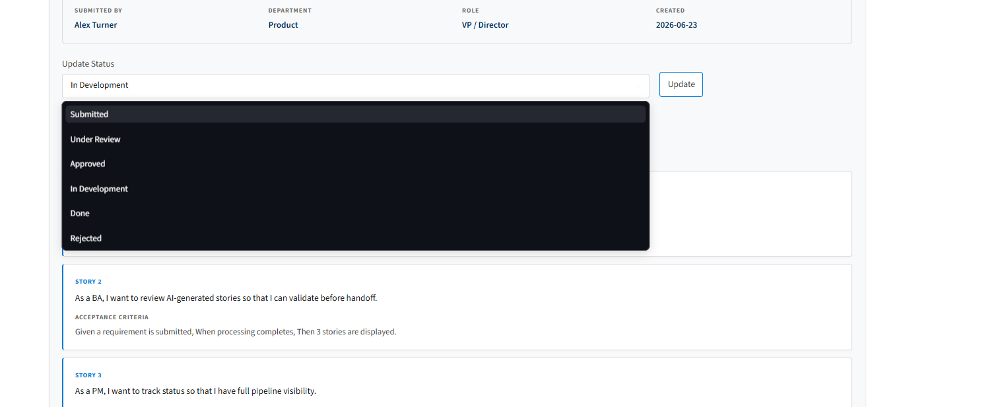 SUBMITTED BY DEPARTMENT ROLE CREATED
Alex Turner Product VP / Director 2026-06-23
Update Status
In Development Update
Submitted
Under Review
Approved
In Development
Done
Rejected
STORY 2
As a BA, I want to review AI-generated stories so that I can validate before handoff.
ACCEPTANCE CRITERIA
Given a requirement is submitted, When processing completes, Then 3 stories are displayed.
STORY 3
As a PM, I want to track status so that I have full pipeline visibility.